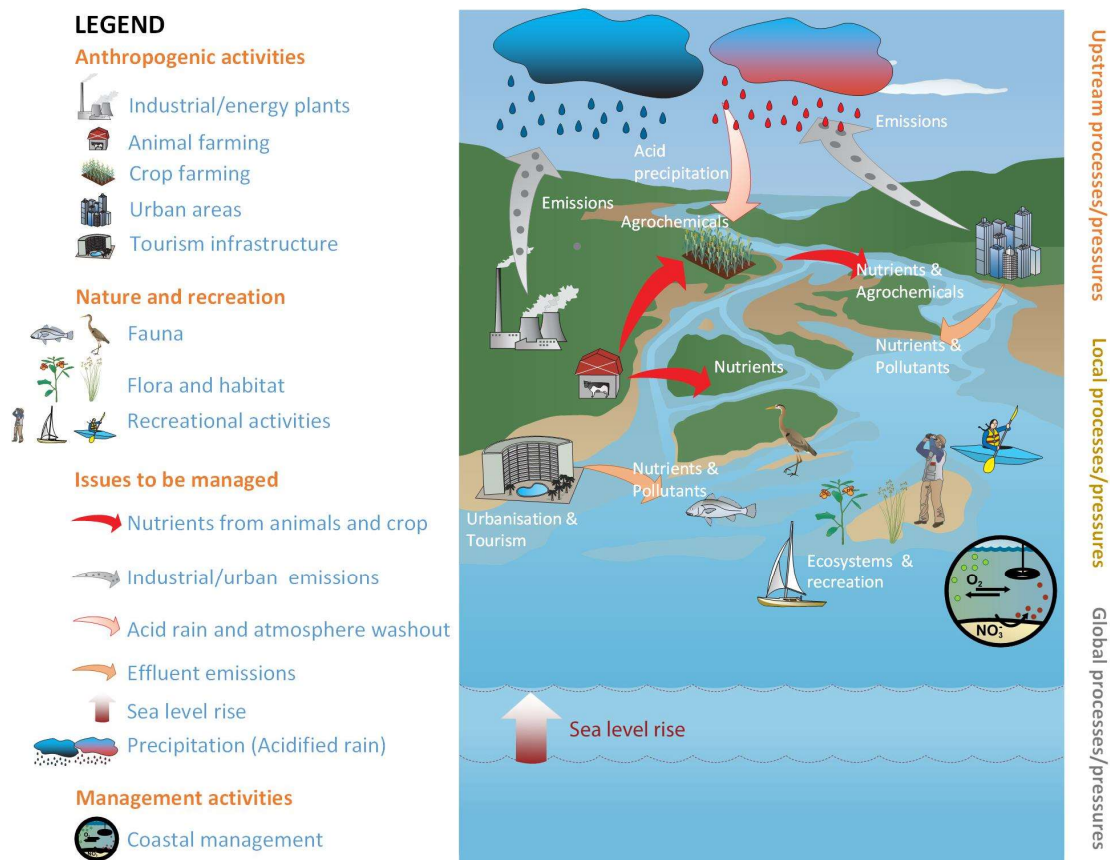 LEGEND
Anthropogenic activities
Industrial/energy plants
Animal farming
Crop farming
Urban areas
Tourism infrastructure
Nature and recreation
Fauna
Flora and habitat
Recreational activities
Issues to be managed
Nutrients from animals and crop
Industrial/urban emissions
Acid rain and atmosphere washout
Effluent emissions
Sea level rise
Precipitation (Acidified rain)
Management activities
Coastal management
Emissions
Acid
precipitation
Emissions
Agrochemicals
Nutrients &
Agrochemicals
Nutrients &
Pollutants
Nutrients
Nutrients &
Pollutants
Urbanisation &
Tourism
Ecosystems &
recreation
O₂
NO₃⁻
Sea level rise
Upstream processes/pressures
Local processes/pressures
Global processes/pressures